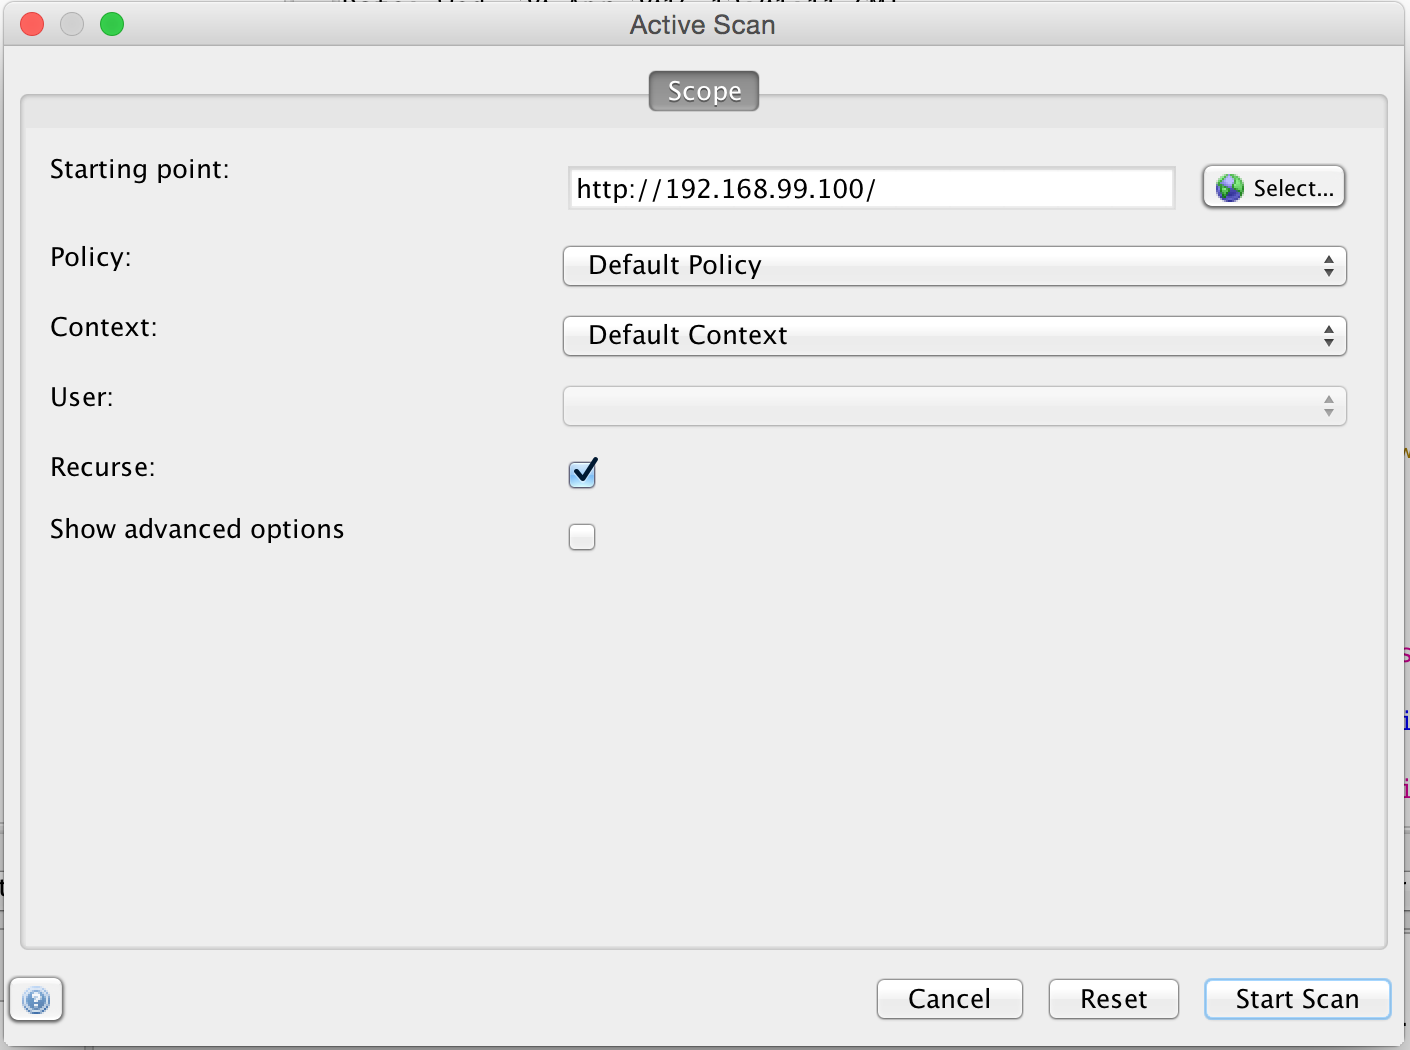 Active Scan
Scope
Starting point:
http://192.168.99.100/
Select...
Policy:
Default Policy
Context:
Default Context
User:
Recurse:
Show advanced options
?
Cancel
Reset
Start Scan